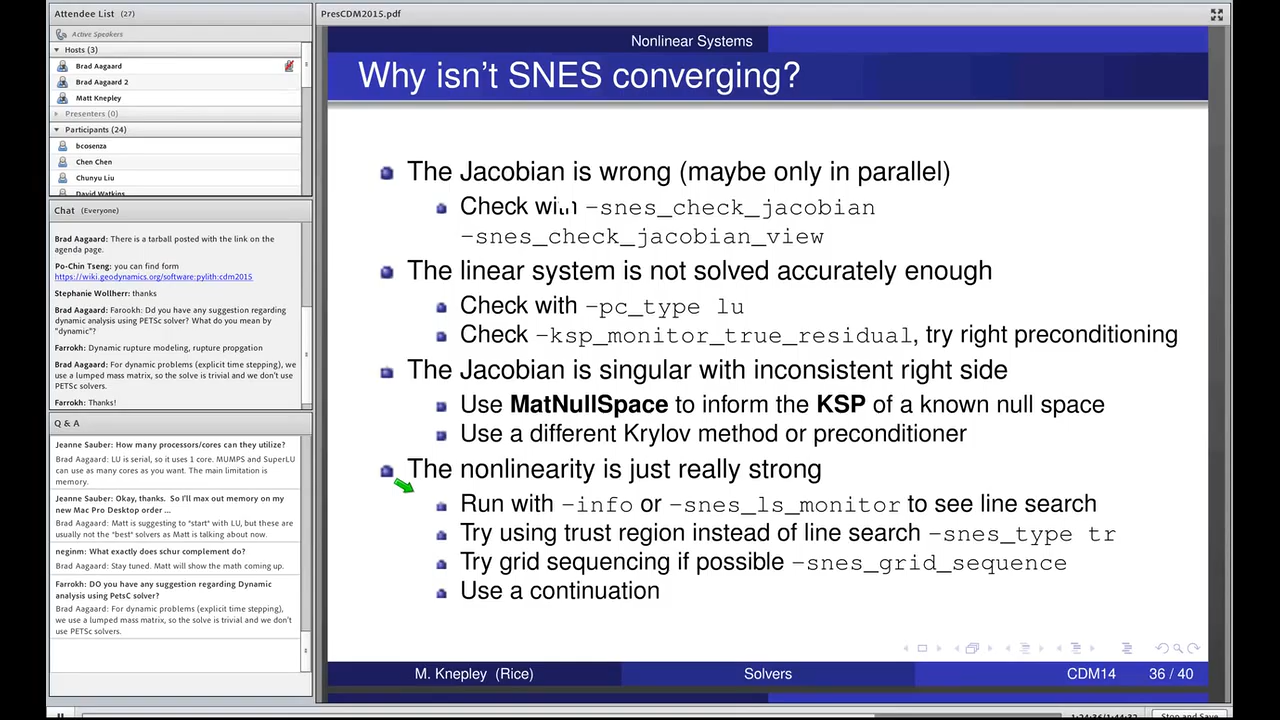 Attendee List (27)
Active Speakers
Hosts (3)
Brad Aagaard
Brad Aagaard 2
Matt Knepley
Presenters (0)
Participants (24)
bcosenza
Chen Chen
Chunyu Liu
David Watkins
Chat (Everyone)
Brad Aagaard: There is a tarball posted with the link on the
agenda page.
Po-Chin Tseng: you can find form
https://wiki.geodynamics.org/software:pylith:cdm2015
Stephanie Wollherr: thanks
Brad Aagaard: Farookh: Do you have any suggestion regarding
dynamic analysis using PETSc solver? What do you mean by
"dynamic"?
Farrokh: Dynamic rupture modeling, rupture propgation
Brad Aagaard: For dynamic problems (explicit time stepping), we
use a lumped mass matrix, so the solve is trivial and we don't use
PETSc solvers.
Farrokh: Thanks!
Q & A
Jeanne Sauber: How many processors/cores can they utilize?
Brad Aagaard: LU is serial, so it uses 1 core. MUMPS and SuperLU
can use as many cores as you want. The main limitation is
memory.
Jeanne Sauber: Okay, thanks. So I'll max out memory on my
new Mac Pro Desktop order ...
Brad Aagaard: Matt is suggesting to "start" with LU, but these are
usually not the "best" solvers as Matt is talking about now.
neginm: What exactly does schur complement do?
Brad Aagaard: Stay tuned. Matt will show the math coming up.
Farrokh: DO you have any suggestion regarding Dynamic
analysis using PetsC solver?
Brad Aagaard: For dynamic problems (explicit time stepping),
we use a lumped mass matrix, so the solve is trivial and we don't
use PETSc solvers.
PresCDM2015.pdf
Nonlinear Systems
Why isn't SNES converging?
The Jacobian is wrong (maybe only in parallel)
Check with -snes_check_jacobian
-snes_check_jacobian_view
The linear system is not solved accurately enough
Check with -pc_type lu
Check -ksp_monitor_true_residual, try right preconditioning
The Jacobian is singular with inconsistent right side
Use MatNullSpace to inform the KSP of a known null space
Use a different Krylov method or preconditioner
The nonlinearity is just really strong
Run with -info or -snes_ls_monitor to see line search
Try using trust region instead of line search -snes_type tr
Try grid sequencing if possible -snes_grid_sequence
Use a continuation
M. Knepley (Rice)
Solvers
CDM14
36 / 40
1:24:36/1:44:32
Stop and Save